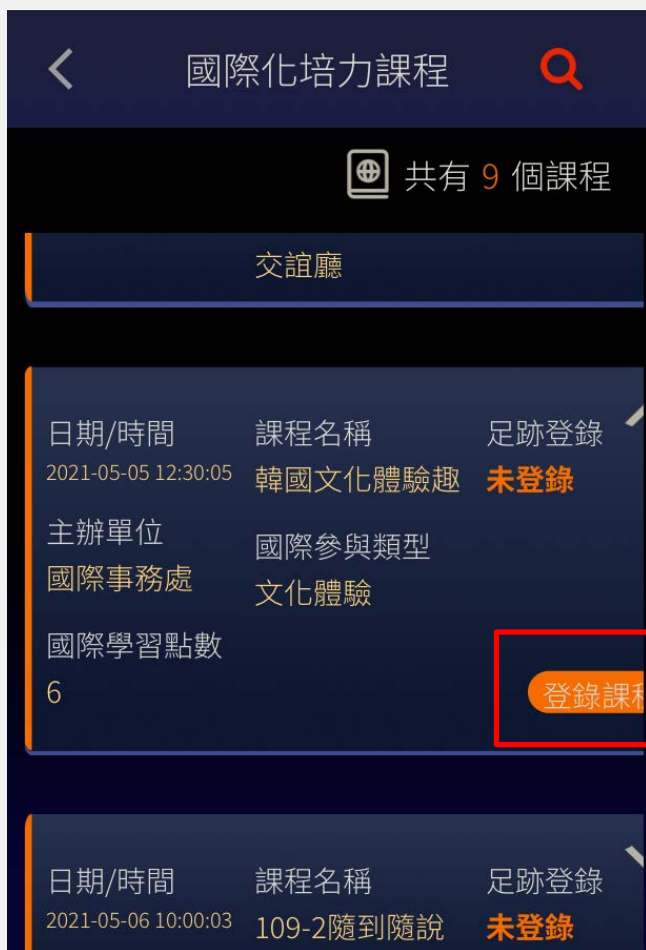 國際化培力課程
共有 9 個課程
交誼廳
日期/時間 課程名稱 足跡登錄
2021-05-05 12:30:05 韓國文化體驗趣 未登錄
主辦單位 國際參與類型
國際事務處 文化體驗
國際學習點數
6 登錄課程
日期/時間 課程名稱 足跡登錄
2021-05-06 10:00:03 109-2隨到隨說 未登錄